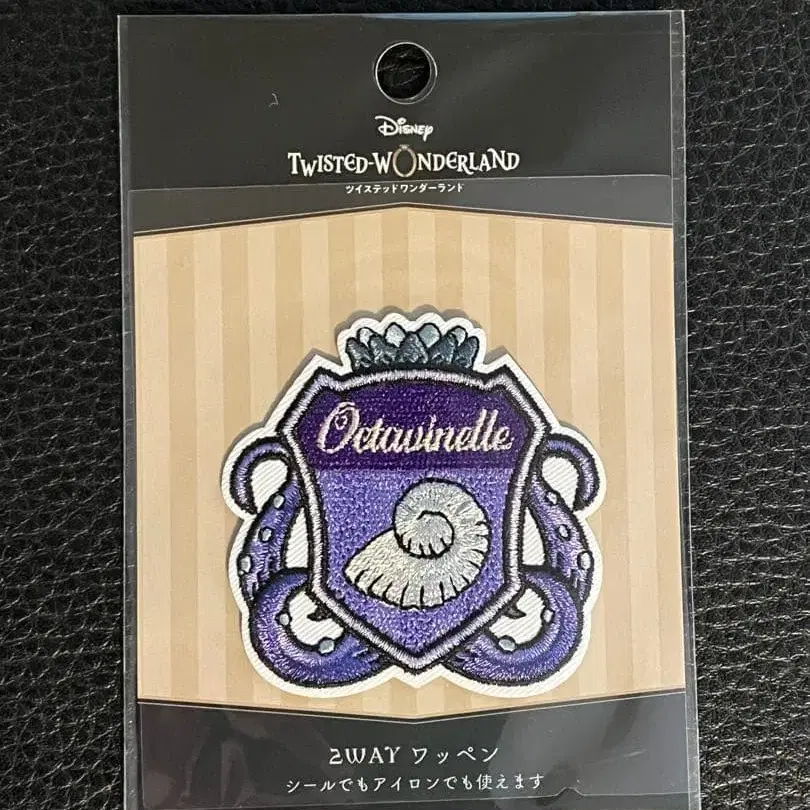 Disney
TWISTED-WONDERLAND
ツイステッドワンダーランド
Octavinelle
2WAY ワッペン
シールでもアイロンでも使えます